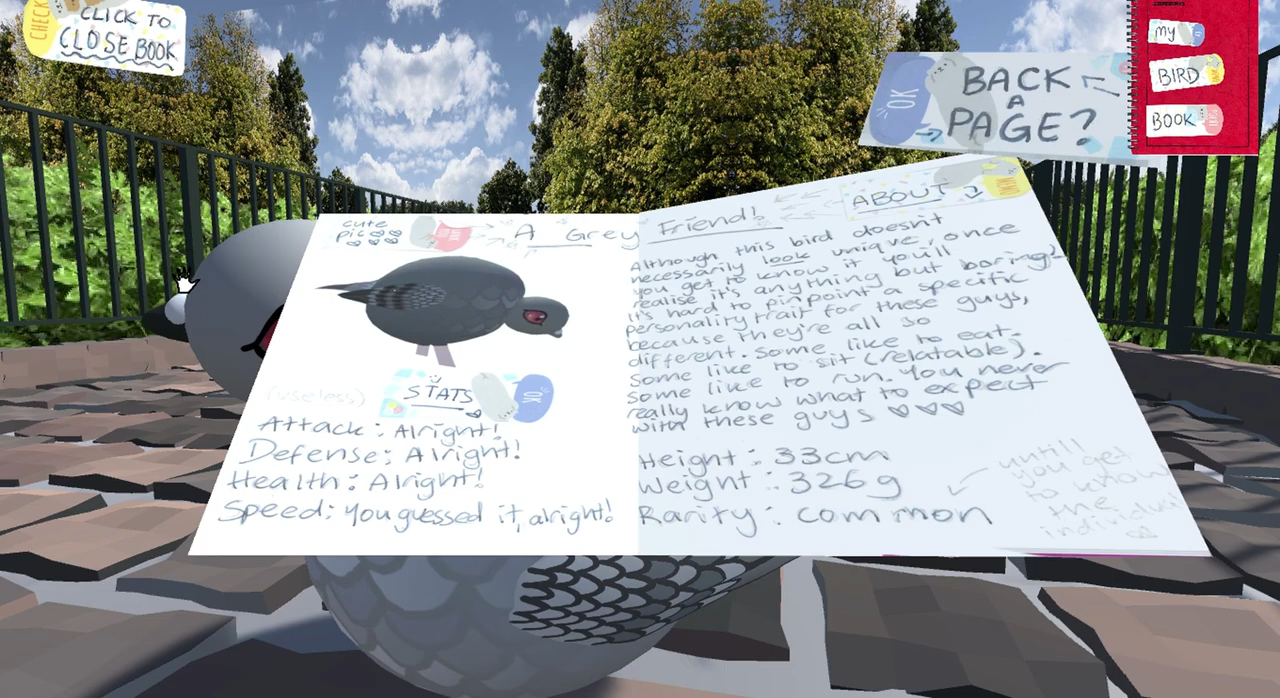 CLICK TO
CLOSE BOOK
BACK
A
PAGE?
OK
MY
BIRD
BOOK
cute
pic
A Grey
Friend!
ABOUT
Although this bird doesn't
necessarily look unique, once
you get to know it you'll
realise it's anything but boring!
it's hard to pinpoint a specific
personality trait for these guys,
because they're all so
different. Some like to eat.
Some like to sit (relatable).
Some like to run. You never
really know what to expect
with these guys ♡♡♡
(useless)
STATS
OK
Attack: Alright!
Defense: Alright!
Health: Alright!
Speed: You guessed it, alright!
Height: 33cm
Weight: 326g
Rarity: common
untill
you get
to know
the
individual